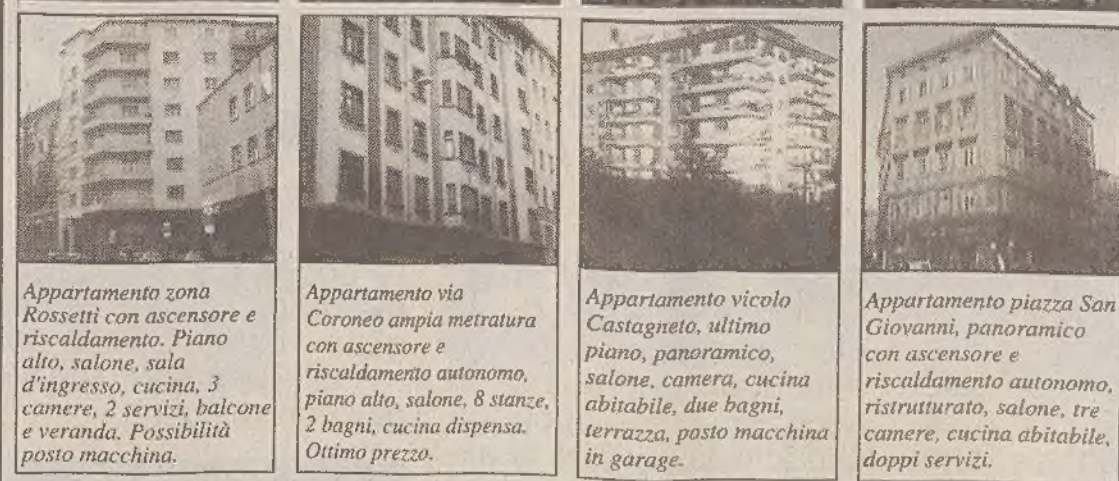 Appartamento zona
Rossetti con ascensore e
riscaldamento. Piano
alto, salone, sala
d'ingresso, cucina, 3
camere, 2 servizi, balcone
e veranda. Possibilità
posto macchina.
Appartamento via
Coroneo ampia metratura
con ascensore e
riscaldamento autonomo,
piano alto, salone, 8 stanze,
2 bagni, cucina dispensa.
Ottimo prezzo.
Appartamento vicolo
Castagneto, ultimo
piano, panoramico,
salone, camera, cucina
abitabile, due bagni,
terrazza, posto macchina
in garage.
Appartamento piazza San
Giovanni, panoramico
con ascensore e
riscaldamento autonomo,
ristrutturato, salone, tre
camere, cucina abitabile,
doppi servizi.